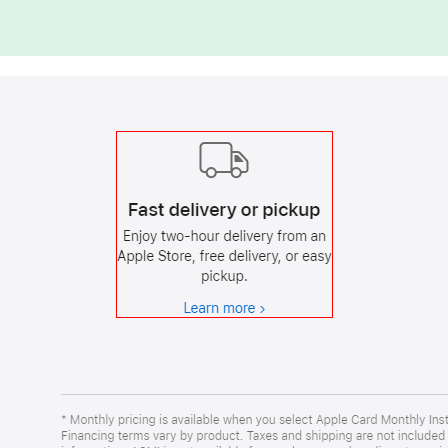 Fast delivery or pickup
Enjoy two-hour delivery from an
Apple Store, free delivery, or easy
pickup.
Learn more >
* Monthly pricing is available when you select Apple Card Monthly Inst
Financing terms vary by product. Taxes and shipping are not included